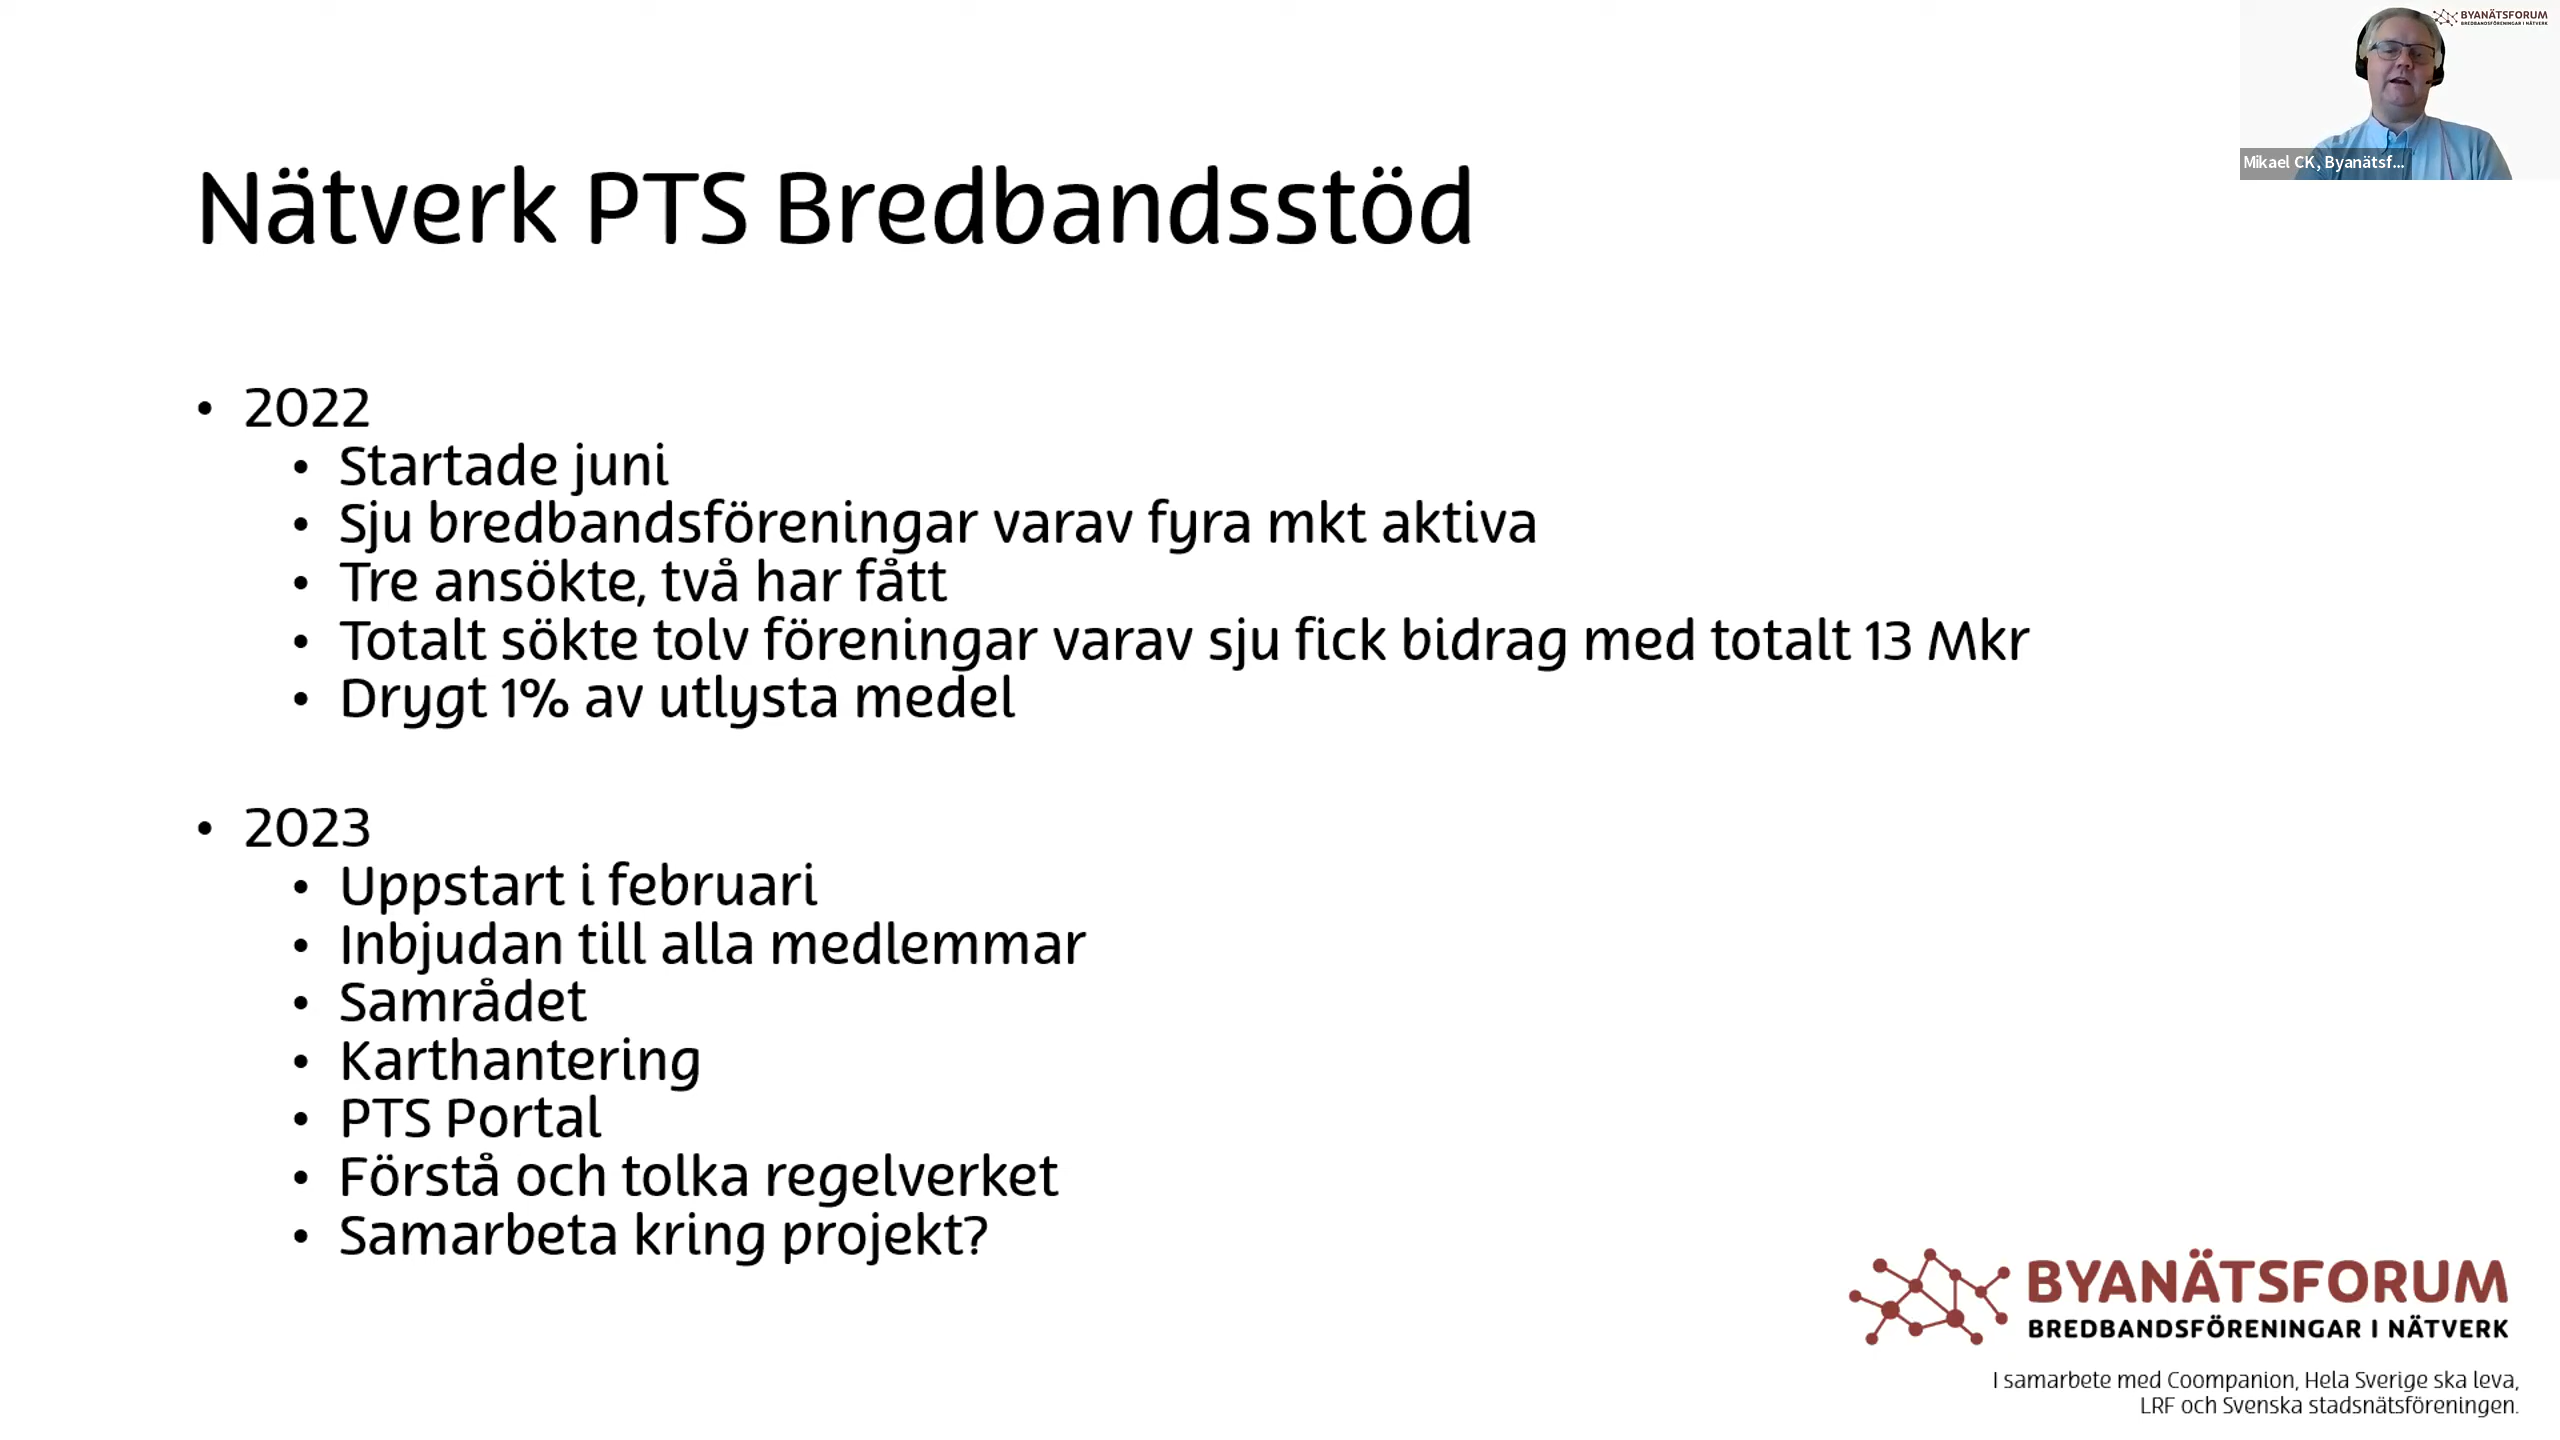 BYANÄTSFORUM
BREDBANDSFÖRENINGAR I NÄTVERK
Mikael CK, Byanätsf...
Nätverk PTS Bredbandsstöd
• 2022
• Startade juni
• Sju bredbandsföreningar varav fyra mkt aktiva
• Tre ansökte, två har fått
• Totalt sökte tolv föreningar varav sju fick bidrag med totalt 13 Mkr
• Drygt 1% av utlysta medel
• 2023
• Uppstart i februari
• Inbjudan till alla medlemmar
• Samrådet
• Karthantering
• PTS Portal
• Förstå och tolka regelverket
• Samarbeta kring projekt?
BYANÄTSFORUM
BREDBANDSFÖRENINGAR I NÄTVERK
I samarbete med Coompanion, Hela Sverige ska leva,
LRF och Svenska stadsnätsföreningen.